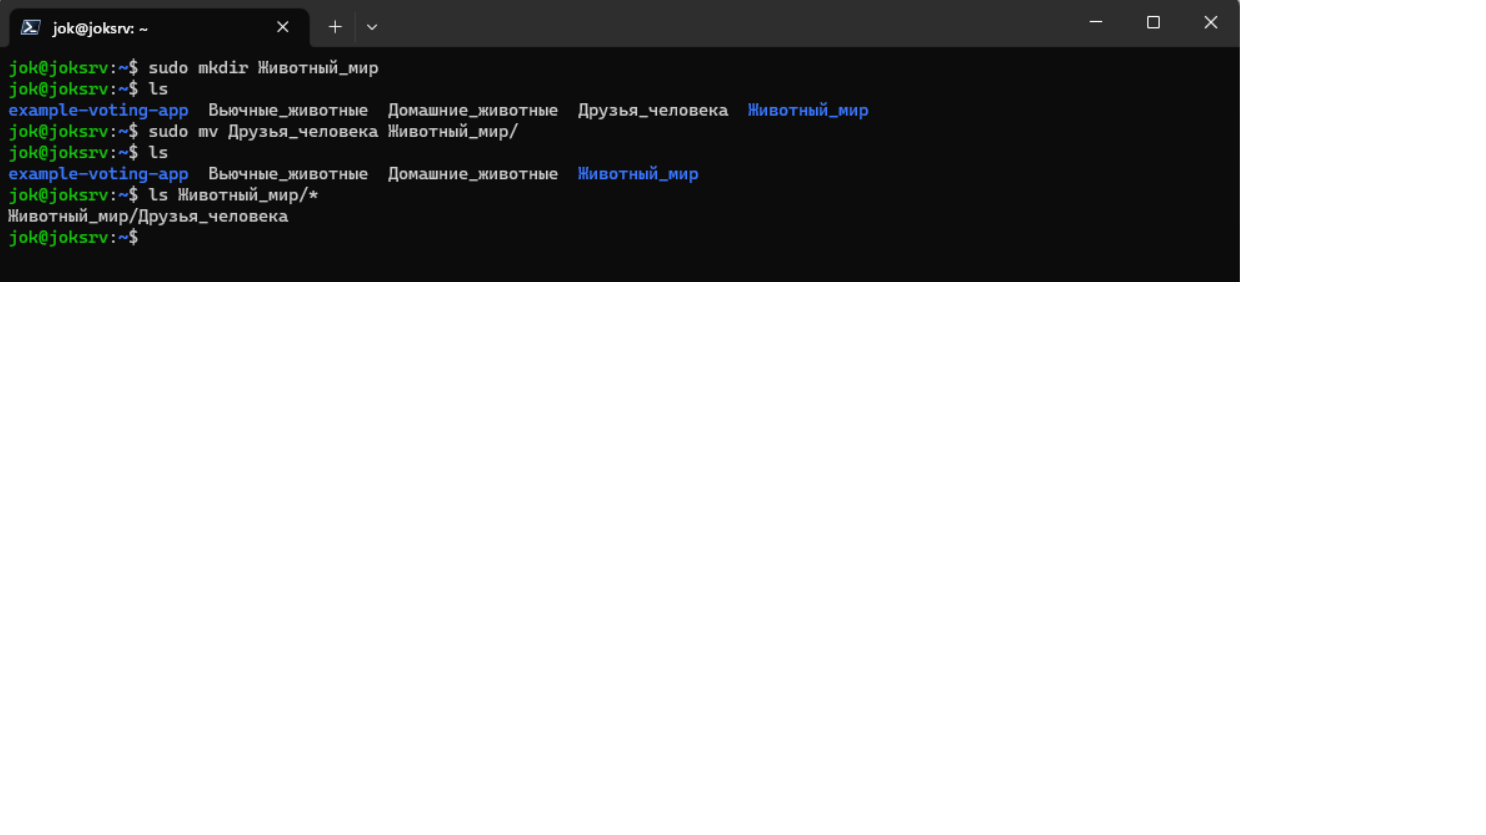 jok@joksrv: ~
jok@joksrv:~$ sudo mkdir Животный_мир
jok@joksrv:~$ ls
example-voting-app  Вьючные_животные  Домашние_животные  Друзья_человека  Животный_мир
jok@joksrv:~$ sudo mv Друзья_человека Животный_мир/
jok@joksrv:~$ ls
example-voting-app  Вьючные_животные  Домашние_животные  Животный_мир
jok@joksrv:~$ ls Животный_мир/*
Животный_мир/Друзья_человека
jok@joksrv:~$